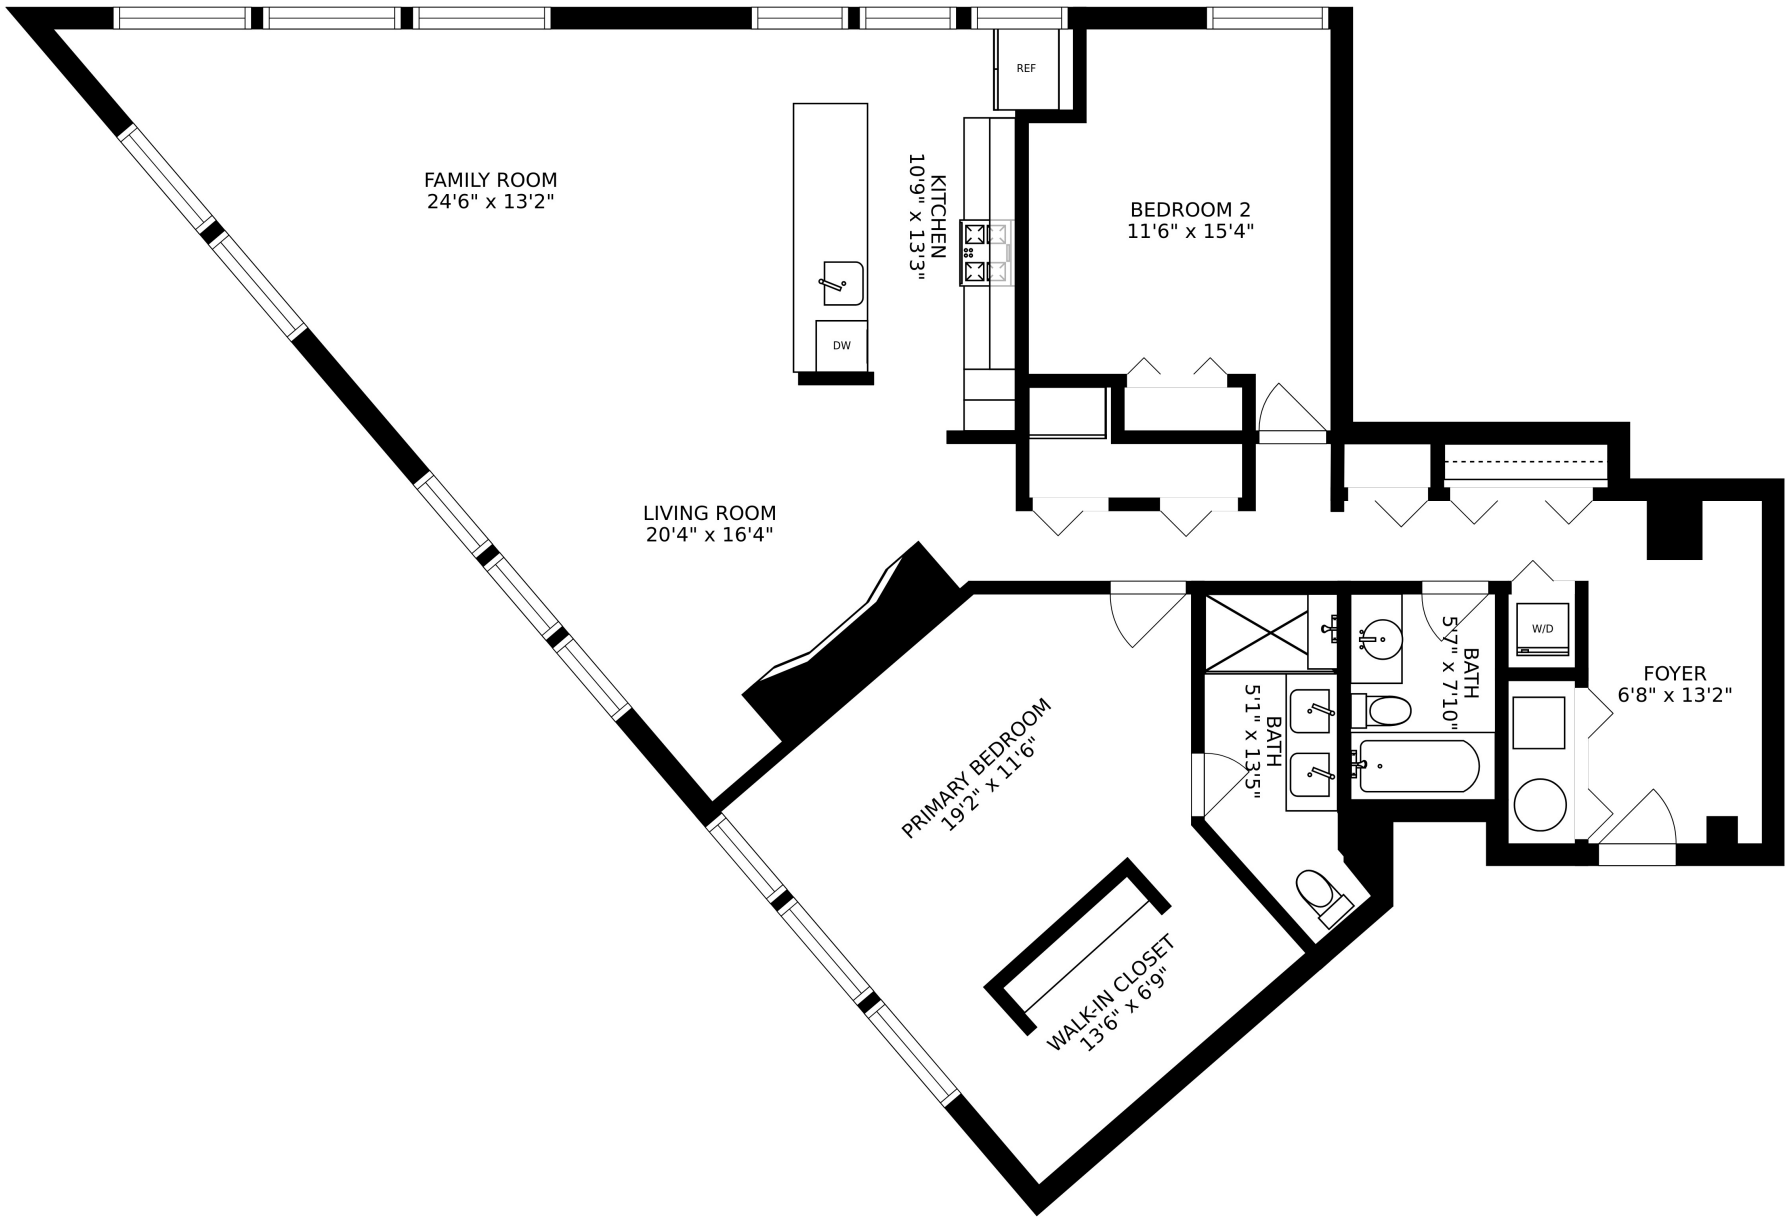 REF
FAMILY ROOM
24'6" x 13'2"
KITCHEN
10'9" x 13'3"
BEDROOM 2
11'6" x 15'4"
DW
LIVING ROOM
20'4" x 16'4"
W/D
BATH
5'7" x 7'10"
FOYER
6'8" x 13'2"
BATH
5'1" x 13'5"
PRIMARY BEDROOM
19'2" x 11'6"
WALK-IN CLOSET
13'6" x 6'9"